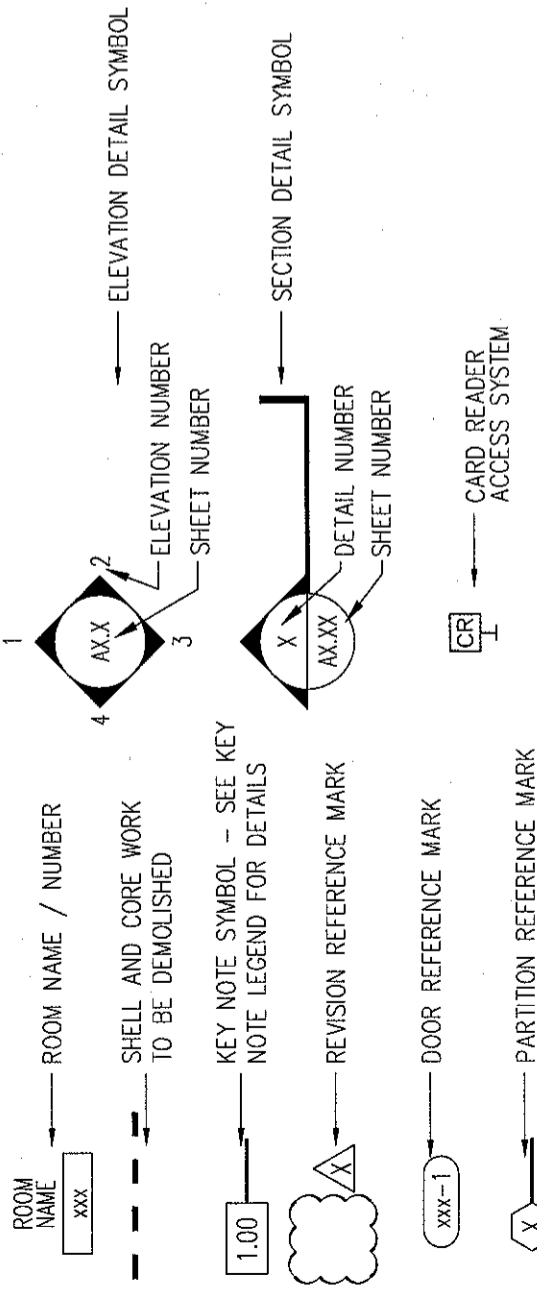 ROOM
NAME
xxx
ROOM NAME / NUMBER
SHELL AND CORE WORK
TO BE DEMOLISHED
1.00
KEY NOTE SYMBOL - SEE KEY
NOTE LEGEND FOR DETAILS
X
REVISION REFERENCE MARK
xxx-1
DOOR REFERENCE MARK
X
PARTITION REFERENCE MARK
1
2
3
4
AX.X
ELEVATION NUMBER
SHEET NUMBER
ELEVATION DETAIL SYMBOL
X
AX.XX
DETAIL NUMBER
SHEET NUMBER
SECTION DETAIL SYMBOL
CR
CARD READER
ACCESS SYSTEM